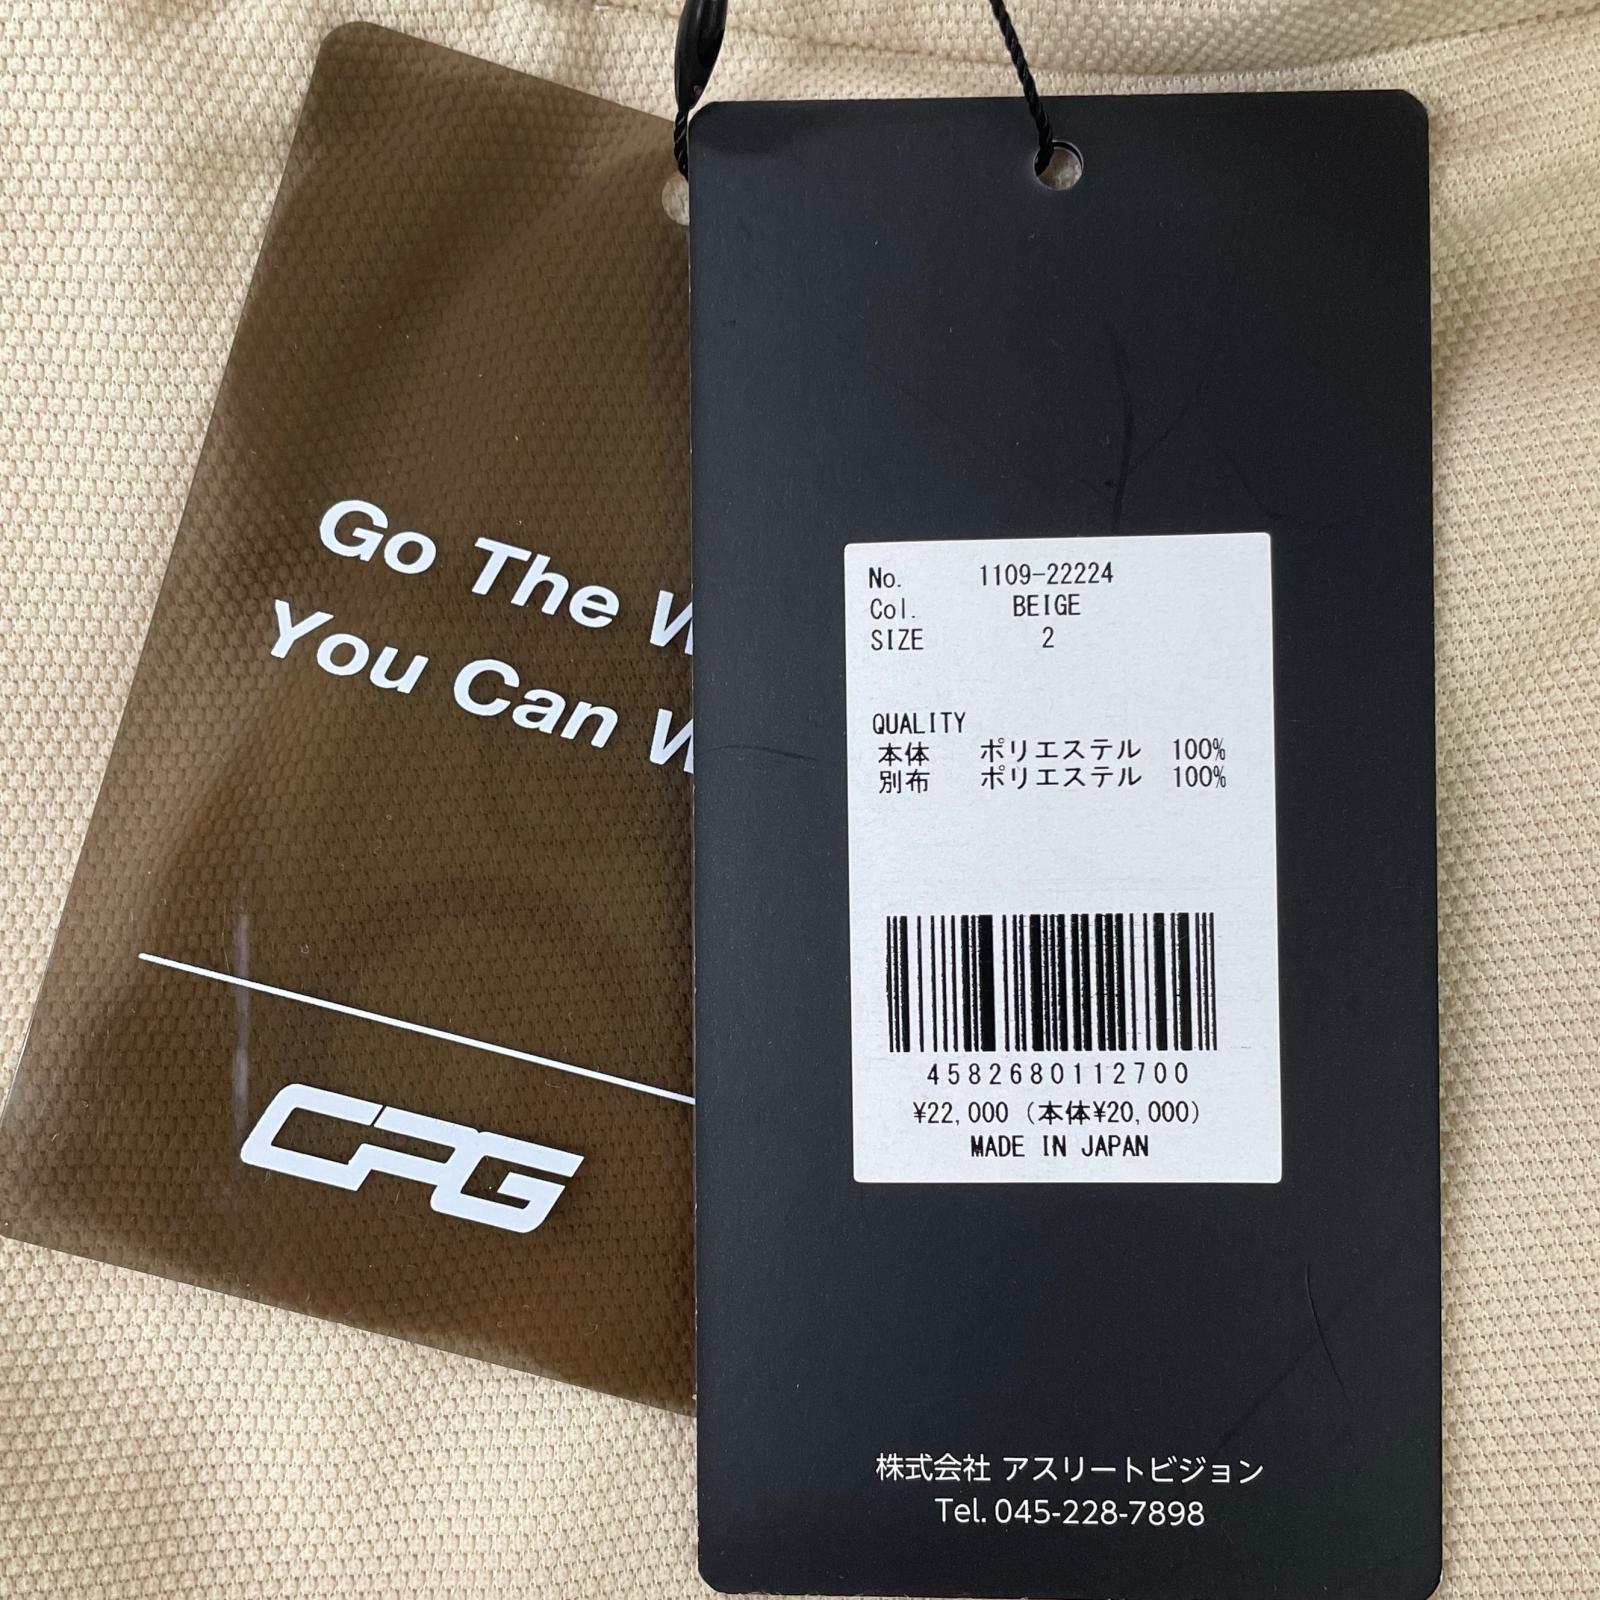 Go The
You Can
CPG
No. 1109-22224
Col. BEIGE
SIZE 2
QUALITY
本体 ポリエステル 100%
別布 ポリエステル 100%
4582680112700
¥22,000 (本体¥20,000)
MADE IN JAPAN
株式会社 アスリートビジョン
Tel. 045-228-7898